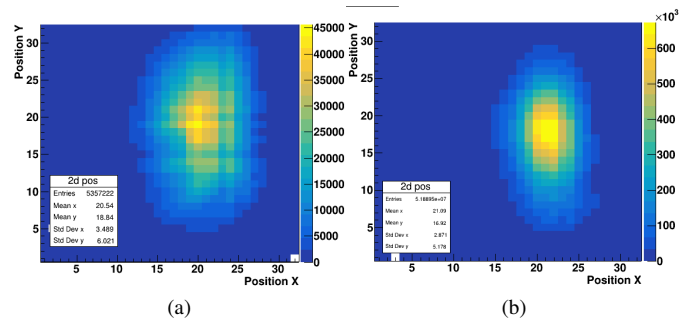 Position Y
30
25
20
15
10
5
5 10 15 20 25 30
Position X
45000
40000
35000
30000
25000
20000
15000
10000
5000
0
2d pos
Entries 5357222
Mean x 20.54
Mean y 18.84
Std Dev x 3.489
Std Dev y 6.021
(a)
Position Y
30
25
20
15
10
5
5 10 15 20 25 30
Position X
×10³
600
500
400
300
200
100
0
2d pos
Entries 5.18895e+07
Mean x 21.09
Mean y 16.92
Std Dev x 2.871
Std Dev y 5.178
(b)